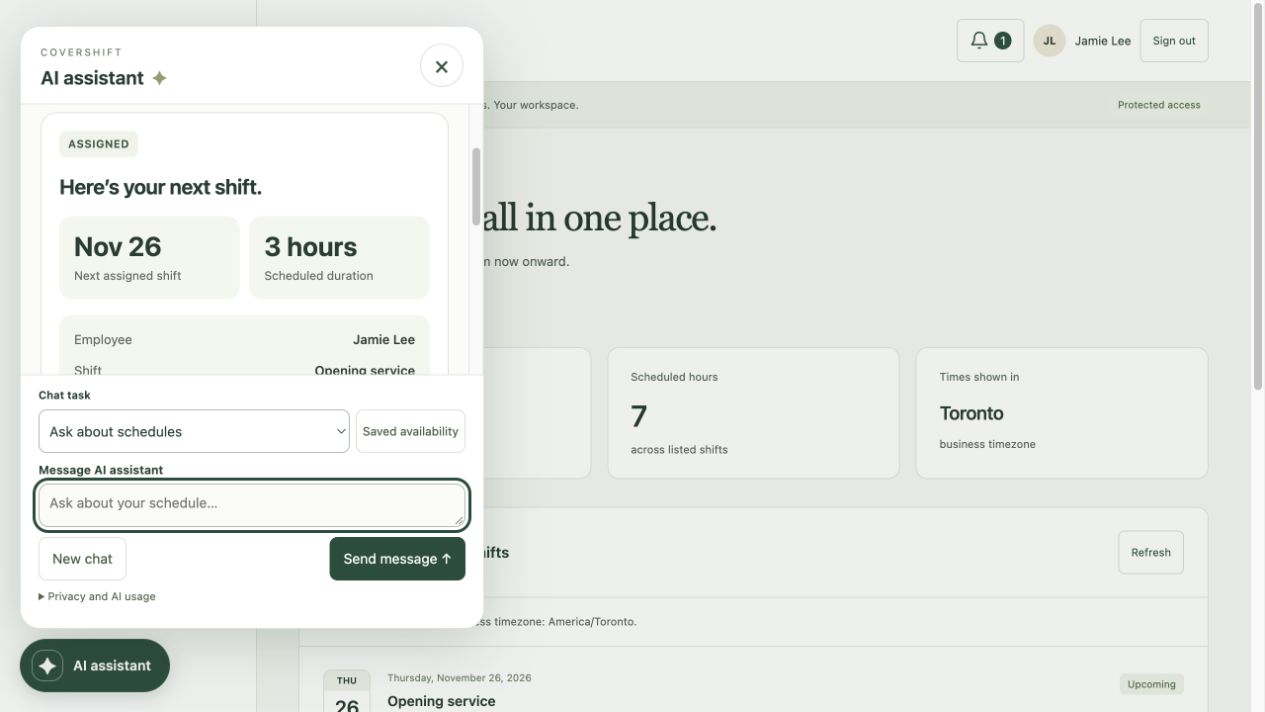 COVERSHIFT
AI assistant
ASSIGNED
Here's your next shift.
Nov 26
Next assigned shift
3 hours
Scheduled duration
Employee
Jamie Lee
Shift
Opening service
Chat task
Ask about schedules
Saved availability
Message AI assistant
Ask about your schedule...
New chat
Send message ↑
Privacy and AI usage
AI assistant
1
JL
Jamie Lee
Sign out
s. Your workspace.
Protected access
all in one place.
now onward.
Scheduled hours
7
across listed shifts
Times shown in
Toronto
business timezone
ifts
Refresh
ss timezone: America/Toronto.
THU
26
Thursday, November 26, 2026
Opening service
Upcoming